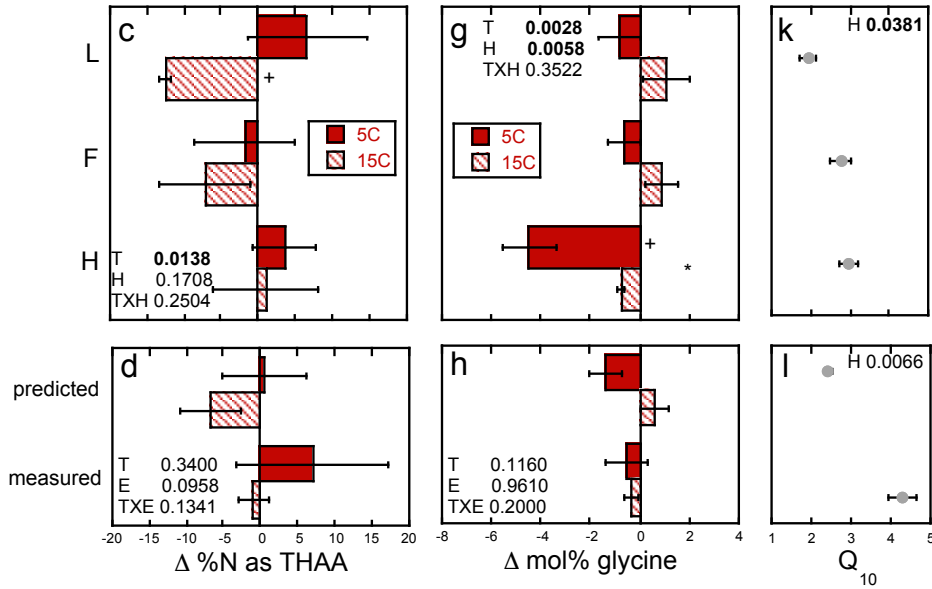 c
L
+
F
5C
15C
H
T 0.0138
H 0.1708
TXH 0.2504
g
T 0.0028
H 0.0058
TXH 0.3522
5C
15C
+
*
k
H 0.0381
d
predicted
measured
T 0.3400
E 0.0958
TXE 0.1341
-20 -15 -10 -5 0 5 10 15 20
Δ %N as THAA
h
T 0.1160
E 0.9610
TXE 0.2000
-6 -4 -2 0 2 4
Δ mol% glycine
l
H 0.0066
1 2 3 4 5
Q10